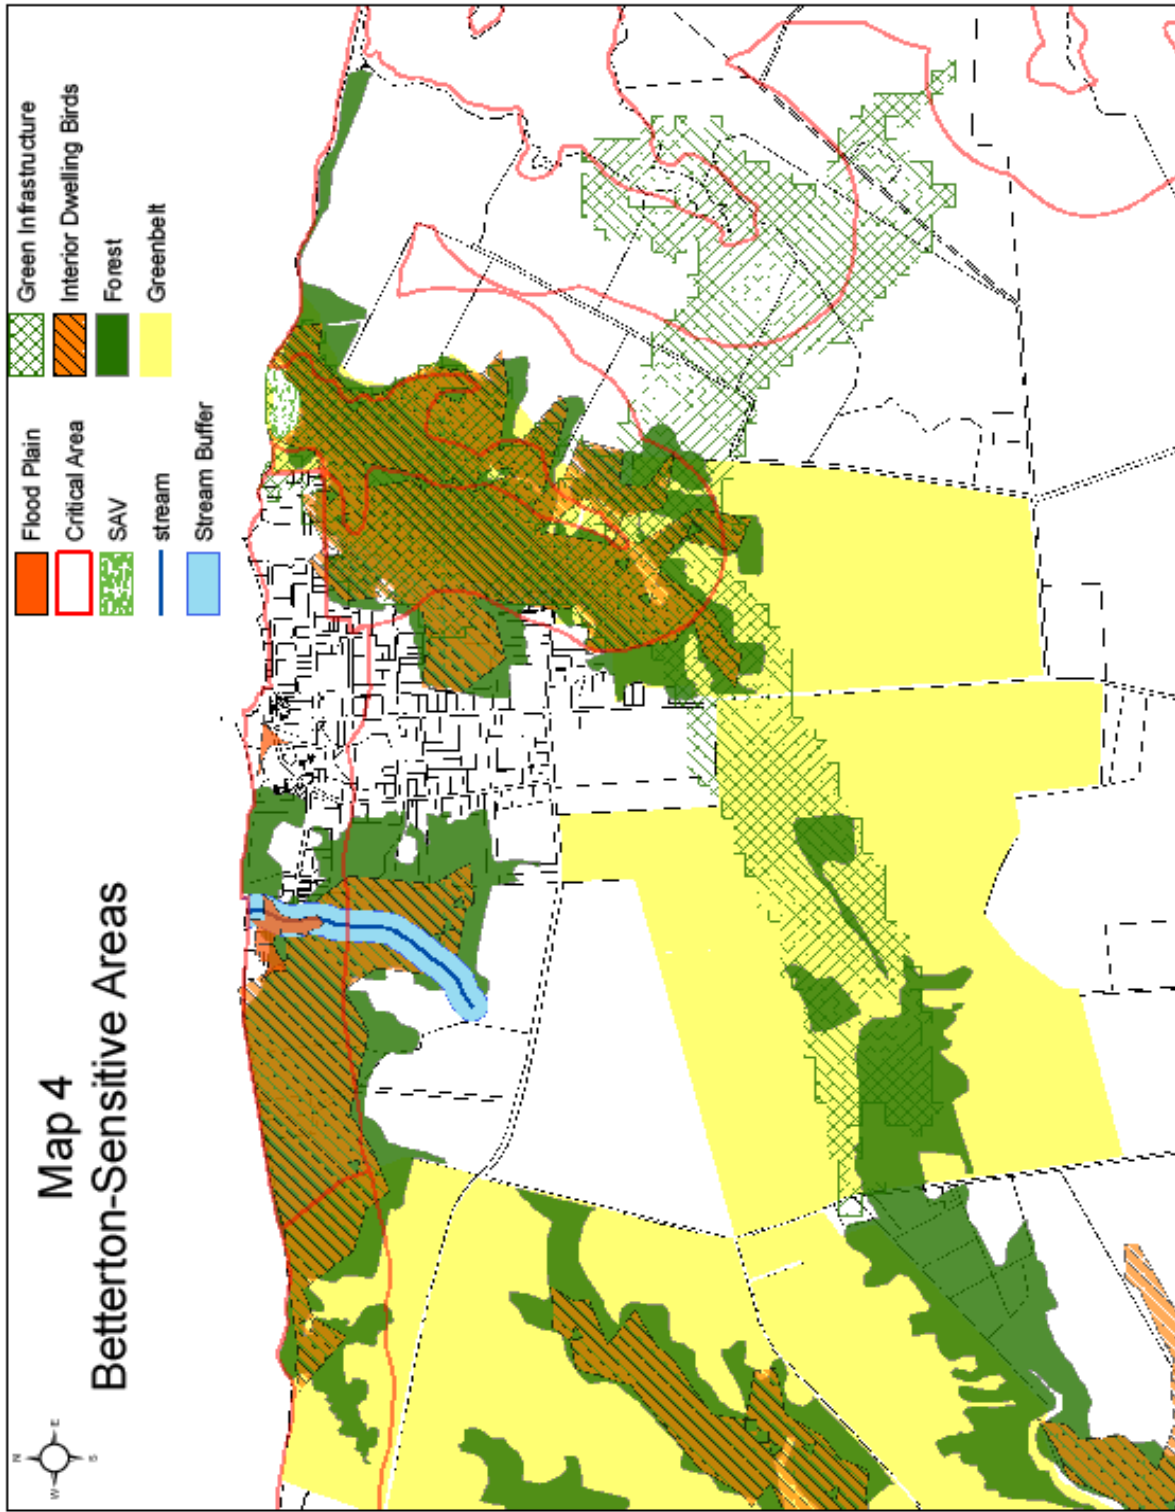 Map 4
Betterton-Sensitive Areas
N
W
E
S
Flood Plain
Critical Area
SAV
stream
Stream Buffer
Green Infrastructure
Interior Dwelling Birds
Forest
Greenbelt